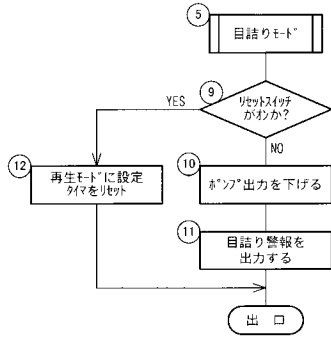 5
目詰りﾓｰﾄﾞ
9
ﾘｾｯﾄｽｲｯﾁ
がｵﾝか?
YES
NO
12
再生ﾓｰﾄﾞに設定
ﾀｲﾏをﾘｾｯﾄ
10
ﾎﾟﾝﾌﾟ出力を下げる
11
目詰り警報を
出力する
出 口